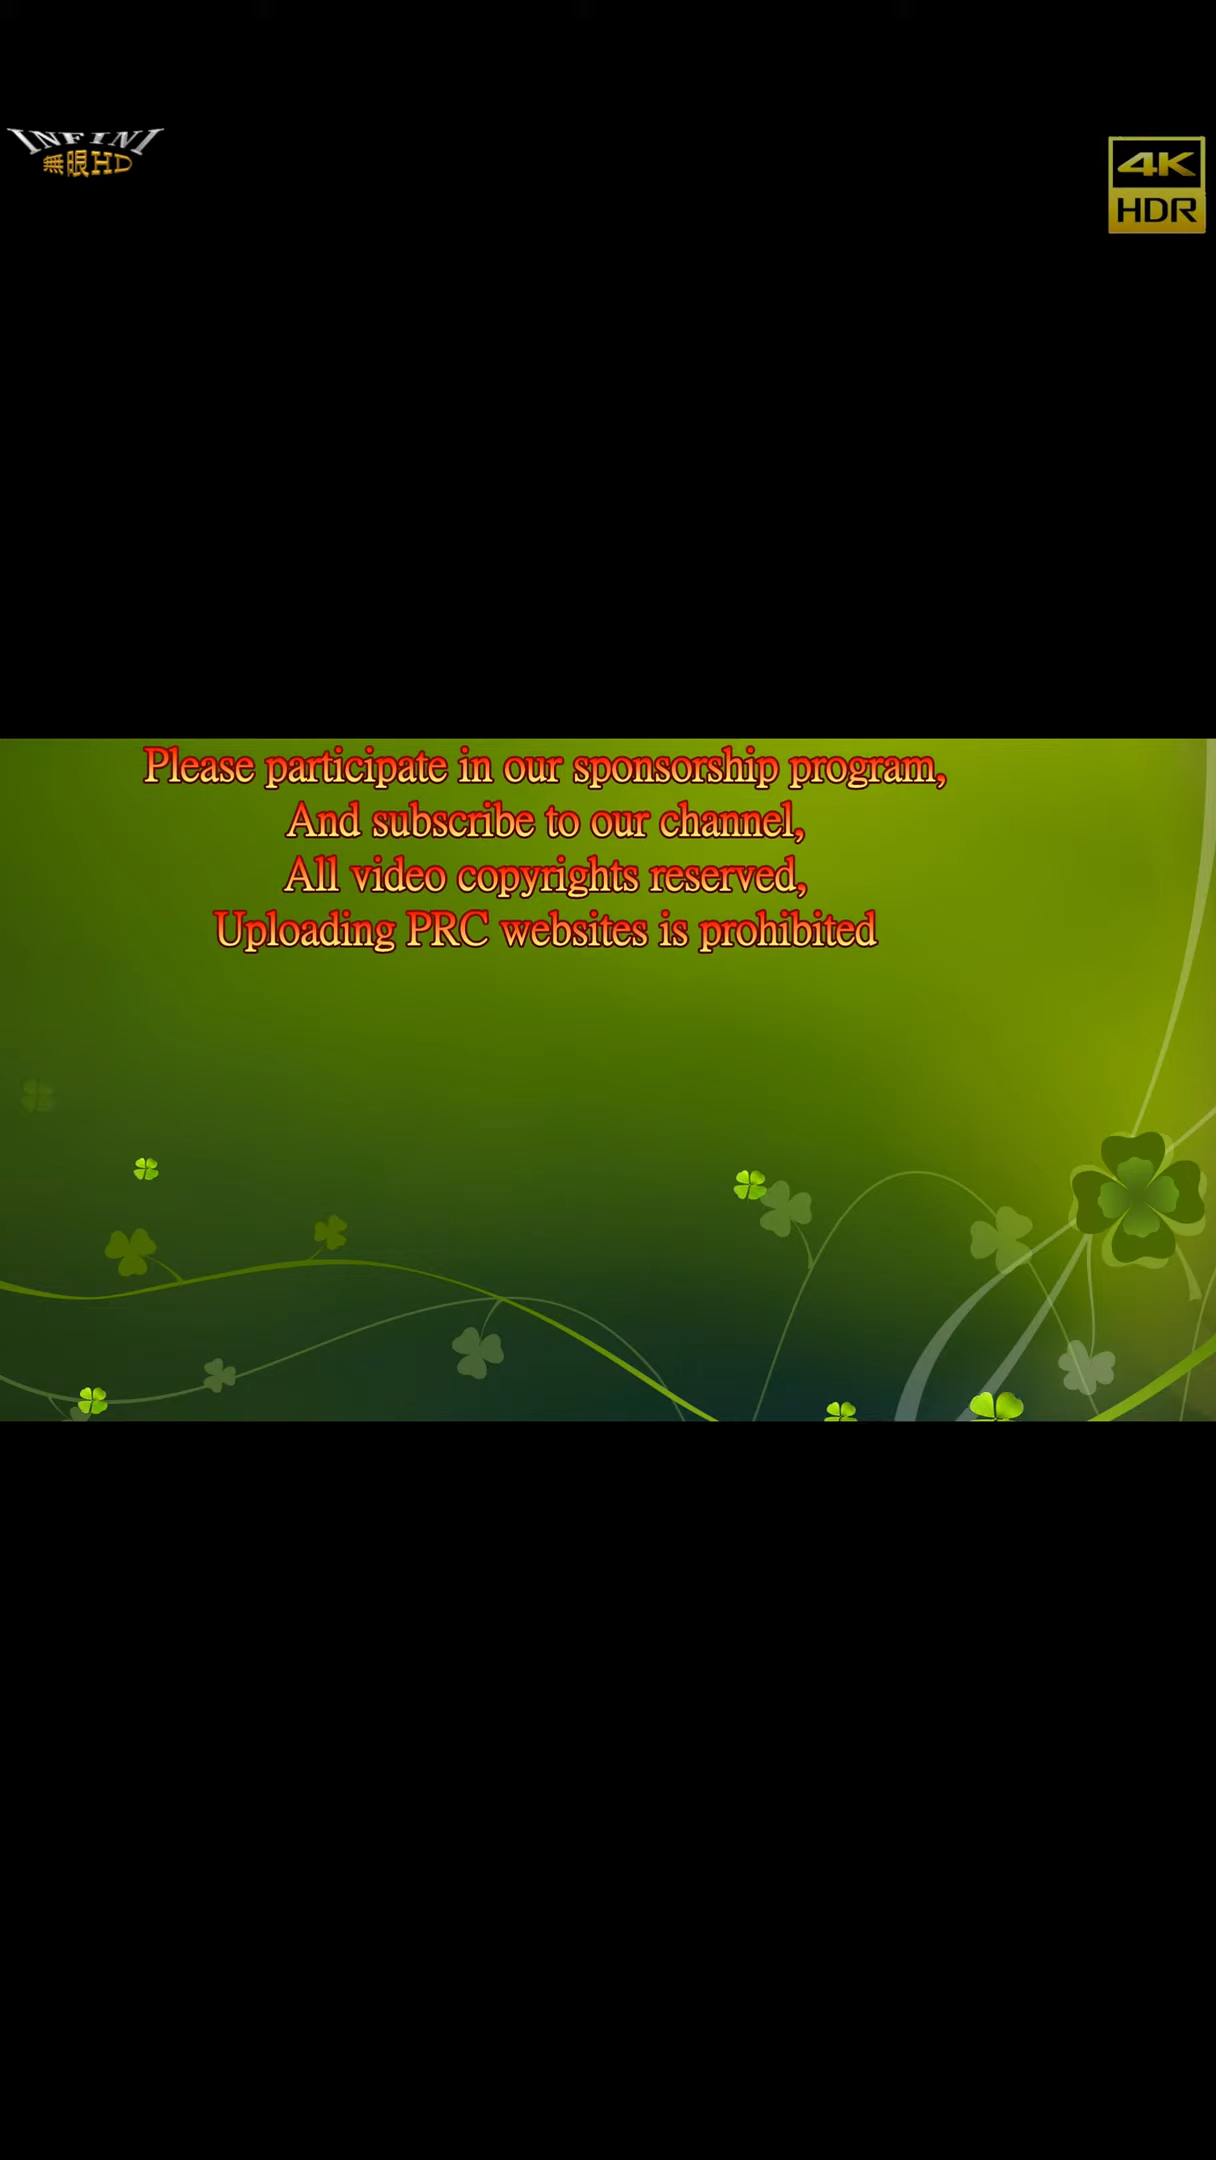 INFINI
無限HD
4K
HDR
Please participate in our sponsorship program,
And subscribe to our channel,
All video copyrights reserved,
Uploading PRC websites is prohibited